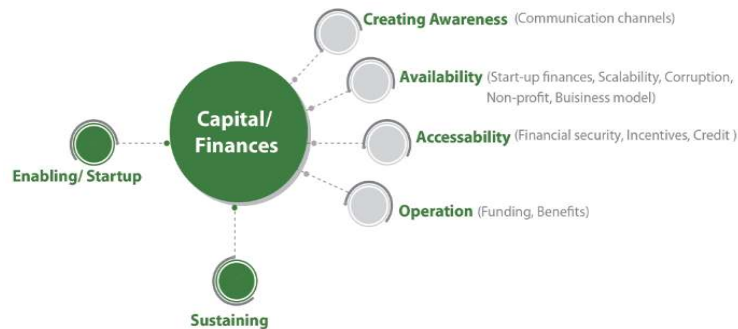 Creating Awareness (Communication channels)
Availability (Start-up finances, Scalability, Corruption,
Non-profit, Buisiness model)
Capital/
Finances
Accessability (Financial security, Incentives, Credit )
Enabling/ Startup
Operation (Funding, Benefits)
Sustaining